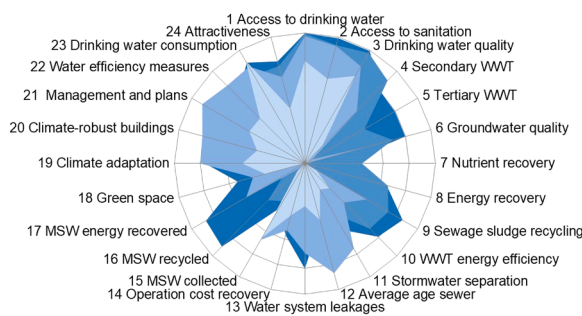 1 Access to drinking water
24 Attractiveness
2 Access to sanitation
23 Drinking water consumption
3 Drinking water quality
22 Water efficiency measures
4 Secondary WWT
21 Management and plans
5 Tertiary WWT
20 Climate-robust buildings
6 Groundwater quality
19 Climate adaptation
7 Nutrient recovery
18 Green space
8 Energy recovery
17 MSW energy recovered
9 Sewage sludge recycling
16 MSW recycled
10 WWT energy efficiency
15 MSW collected
11 Stormwater separation
14 Operation cost recovery
12 Average age sewer
13 Water system leakages